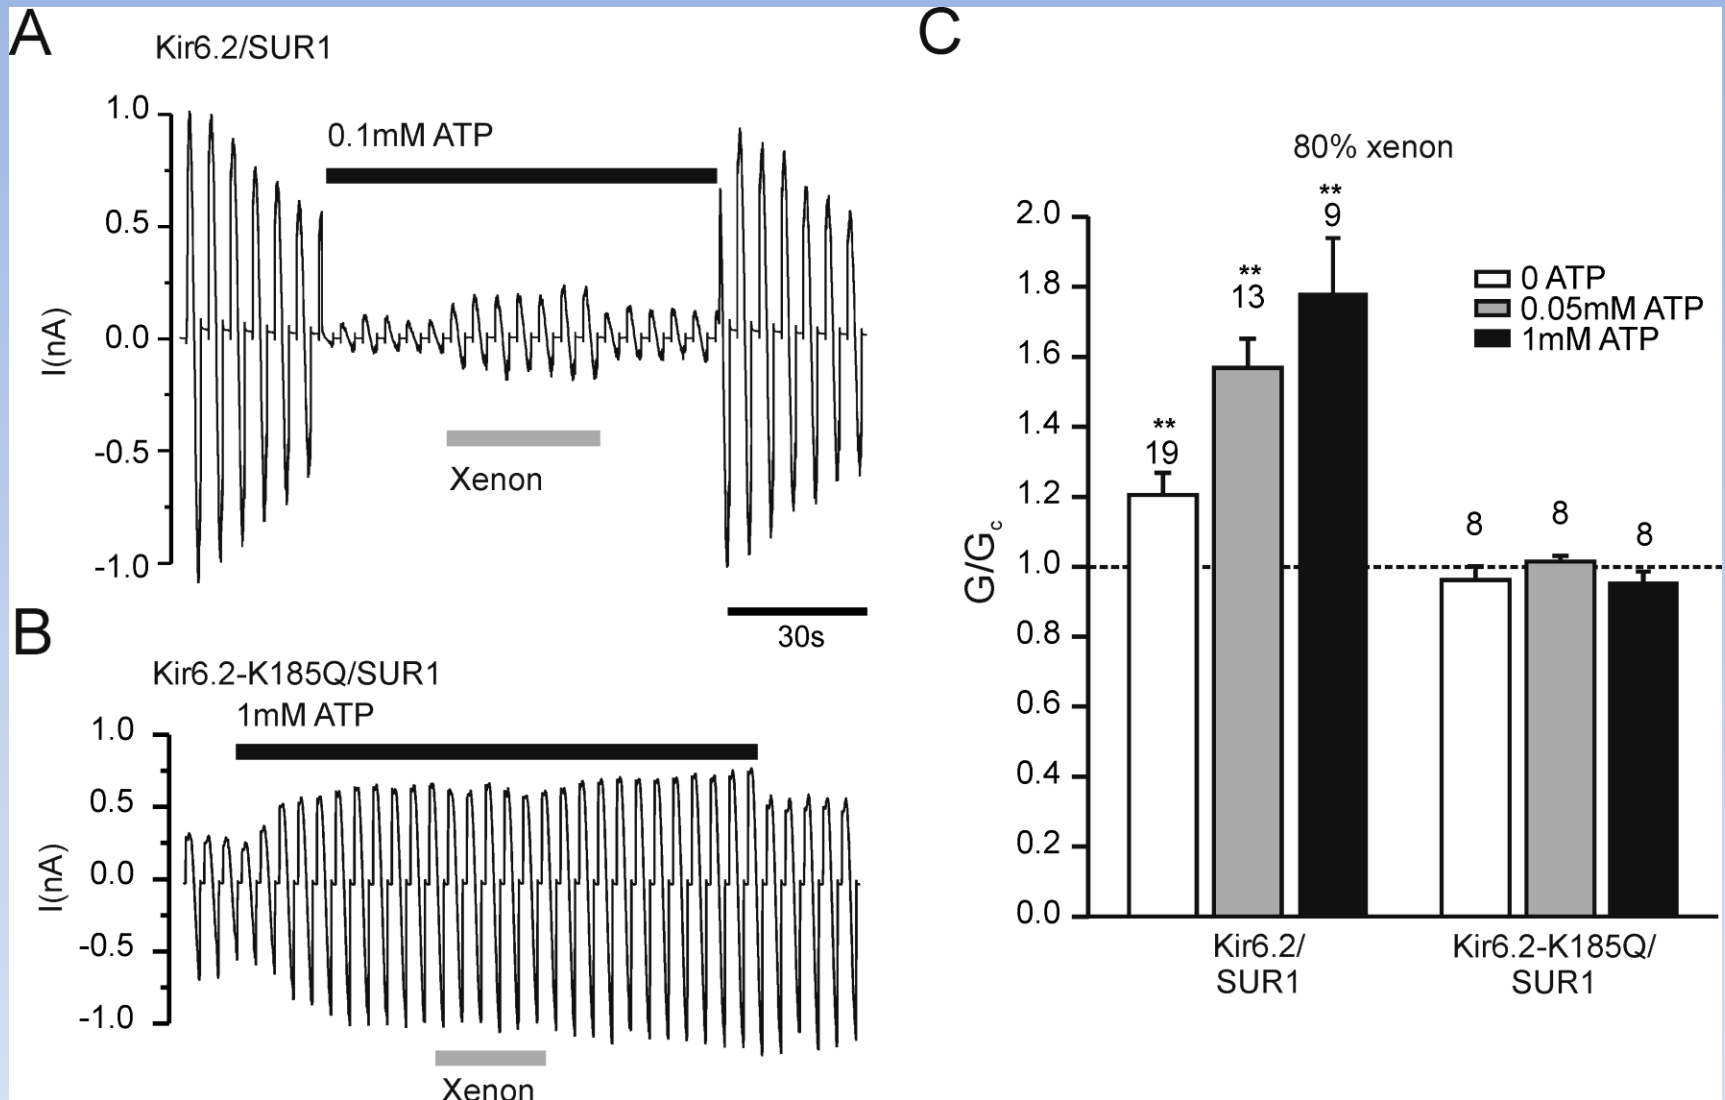 A
Kir6.2/SUR1
1.0
0.5
0.0
-0.5
-1.0
I(nA)
0.1mM ATP
Xenon
30s
B
Kir6.2-K185Q/SUR1
1mM ATP
1.0
0.5
0.0
-0.5
-1.0
I(nA)
Xenon
C
80% xenon
2.0
1.8
1.6
1.4
1.2
1.0
0.8
0.6
0.4
0.2
0.0
G/Gc
**
19
**
13
**
9
8
8
8
0 ATP
0.05mM ATP
1mM ATP
Kir6.2/
SUR1
Kir6.2-K185Q/
SUR1